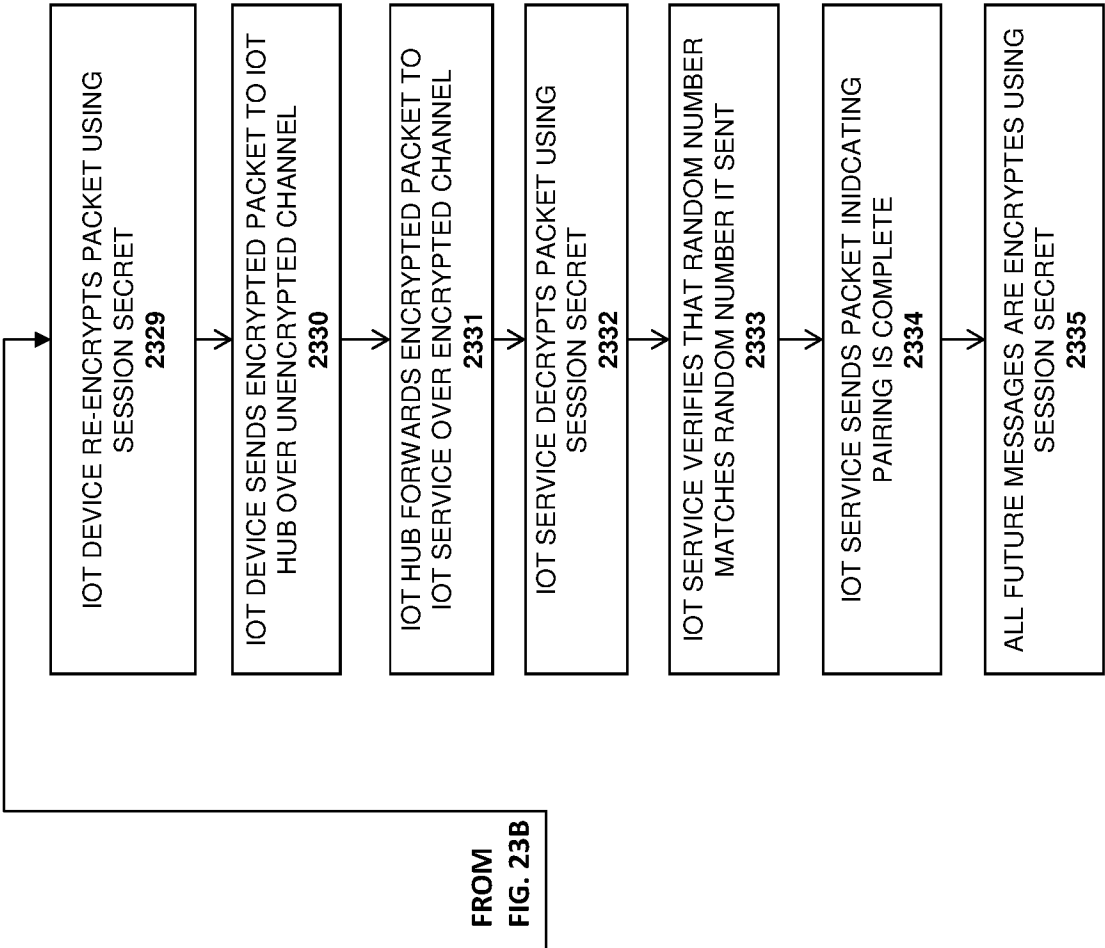 FROM
FIG. 23B
IOT DEVICE RE-ENCRYPTS PACKET USING
SESSION SECRET
2329
IOT DEVICE SENDS ENCRYPTED PACKET TO IOT
HUB OVER UNENCRYPTED CHANNEL
2330
IOT HUB FORWARDS ENCRYPTED PACKET TO
IOT SERVICE OVER ENCRYPTED CHANNEL
2331
IOT SERVICE DECRYPTS PACKET USING
SESSION SECRET
2332
IOT SERVICE VERIFIES THAT RANDOM NUMBER
MATCHES RANDOM NUMBER IT SENT
2333
IOT SERVICE SENDS PACKET INIDCATING
PAIRING IS COMPLETE
2334
ALL FUTURE MESSAGES ARE ENCRYPTES USING
SESSION SECRET
2335